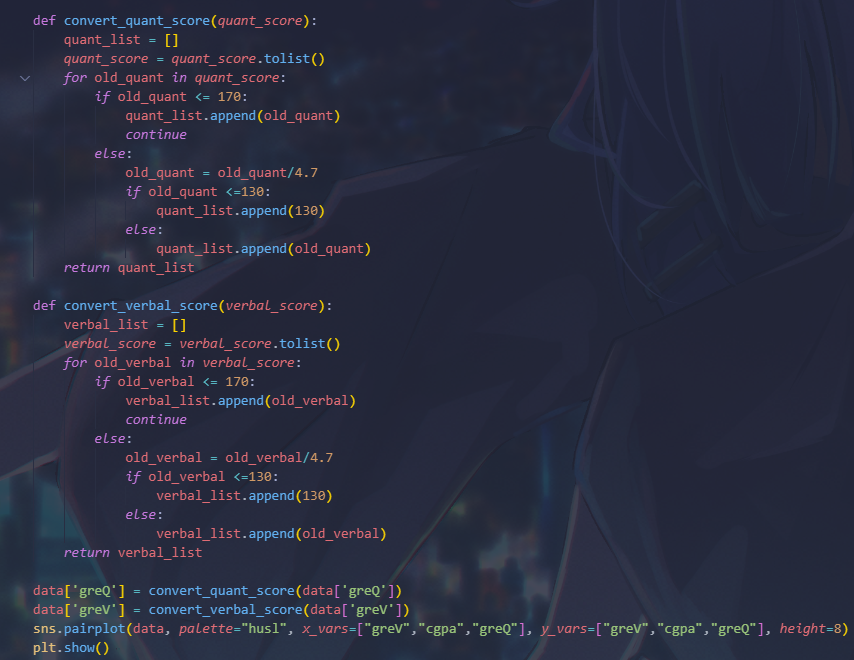 def convert_quant_score(quant_score):
    quant_list = []
    quant_score = quant_score.tolist()
    for old_quant in quant_score:
        if old_quant <= 170:
            quant_list.append(old_quant)
            continue
        else:
            old_quant = old_quant/4.7
            if old_quant <=130:
                quant_list.append(130)
            else:
                quant_list.append(old_quant)
    return quant_list

def convert_verbal_score(verbal_score):
    verbal_list = []
    verbal_score = verbal_score.tolist()
    for old_verbal in verbal_score:
        if old_verbal <= 170:
            verbal_list.append(old_verbal)
            continue
        else:
            old_verbal = old_verbal/4.7
            if old_verbal <=130:
                verbal_list.append(130)
            else:
                verbal_list.append(old_verbal)
    return verbal_list

data['greQ'] = convert_quant_score(data['greQ'])
data['greV'] = convert_verbal_score(data['greV'])
sns.pairplot(data, palette="husl", x_vars=["greV","cgpa","greQ"], y_vars=["greV","cgpa","greQ"], height=8)
plt.show()